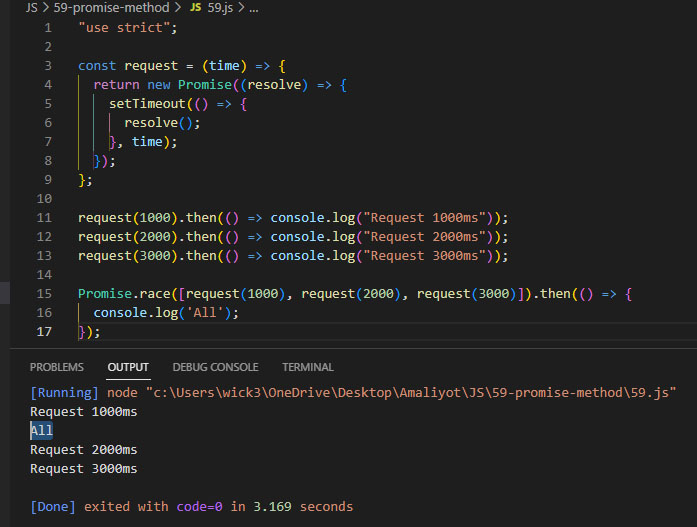 JS > 59-promise-method > JS 59.js > ...
1 "use strict";
2
3 const request = (time) => {
4   return new Promise((resolve) => {
5     setTimeout(() => {
6       resolve();
7     }, time);
8   });
9 };
10
11 request(1000).then(() => console.log("Request 1000ms"));
12 request(2000).then(() => console.log("Request 2000ms"));
13 request(3000).then(() => console.log("Request 3000ms"));
14
15 Promise.race([request(1000), request(2000), request(3000)]).then(() => {
16   console.log('All');
17 });
PROBLEMS OUTPUT DEBUG CONSOLE TERMINAL
[Running] node "c:\Users\wick3\OneDrive\Desktop\Amaliyot\JS\59-promise-method\59.js"
Request 1000ms
All
Request 2000ms
Request 3000ms
[Done] exited with code=0 in 3.169 seconds